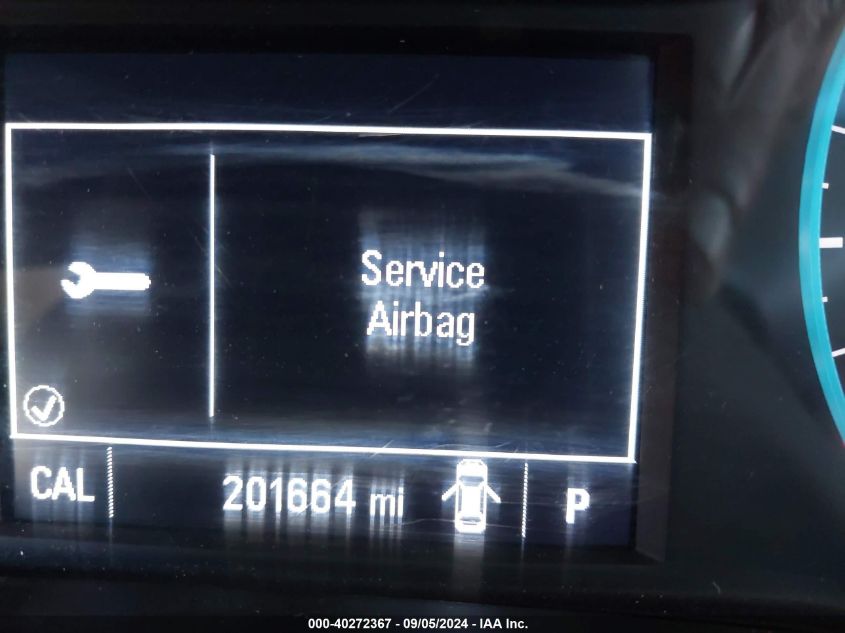 Service
Airbag
CAL 201664 mi P
000-40272367 - 09/05/2024 - IAA Inc.